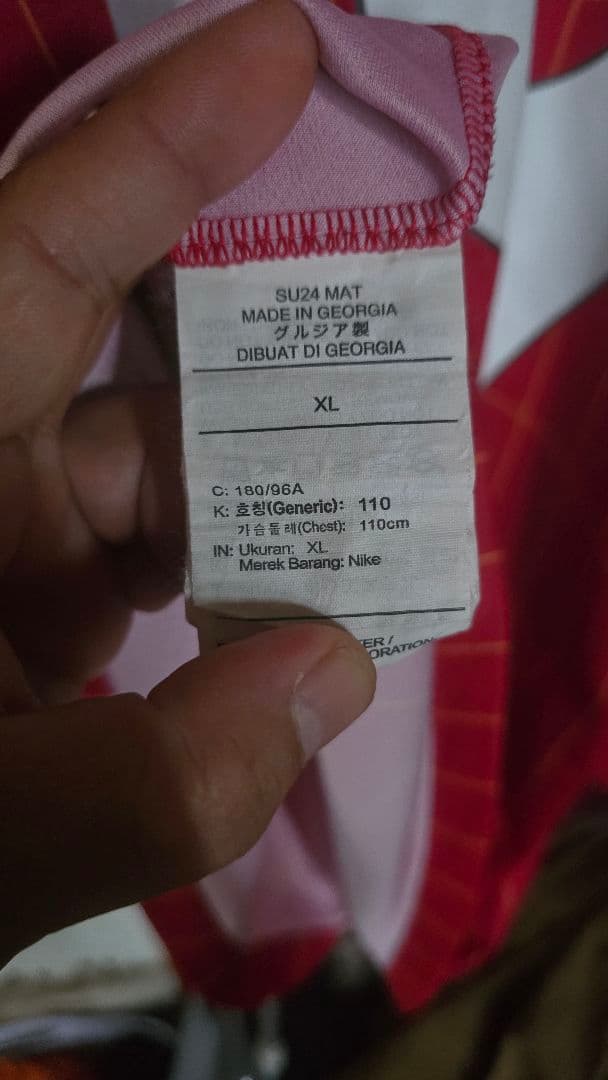 SU24 MAT
MADE IN GEORGIA
グルジア製
DIBUAT DI GEORGIA
XL
C: 180/96A
K: 호칭(Generic): 110
가슴둘레(Chest): 110cm
IN: Ukuran: XL
Merek Barang: Nike